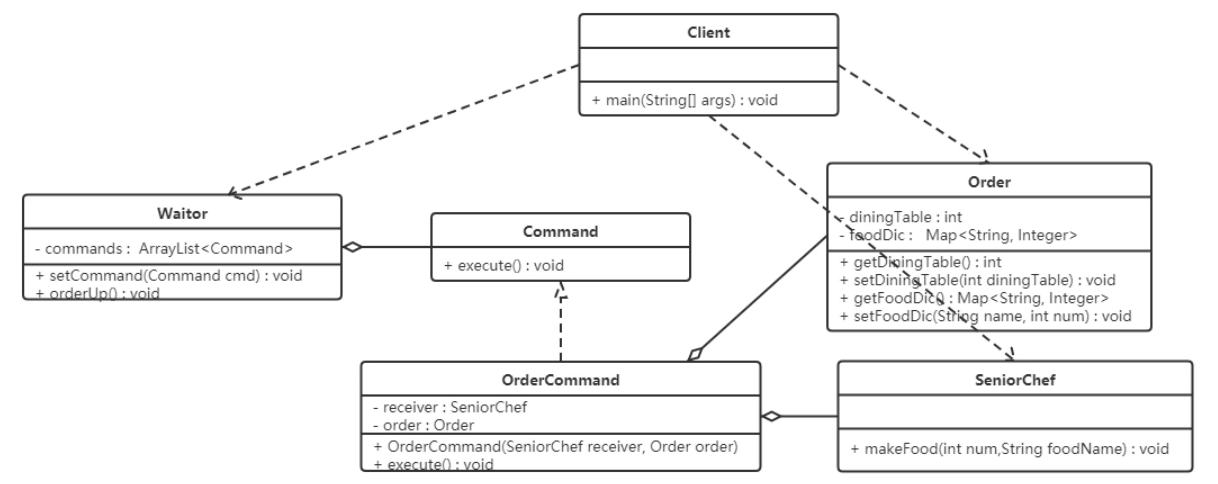 Client
+ main(String[] args) : void
Waitor
- commands : ArrayList<Command>
+ setCommand(Command cmd) : void
+ orderUp() : void
Command
+ execute() : void
Order
- diningTable : int
- foodDic : Map<String, Integer>
+ getDiningTable() : int
+ setDiningTable(int diningTable) : void
+ getFoodDic() : Map<String, Integer>
+ setFoodDic(String name, int num) : void
OrderCommand
- receiver : SeniorChef
- order : Order
+ OrderCommand(SeniorChef receiver, Order order)
+ execute() : void
SeniorChef
+ makeFood(int num,String foodName) : void